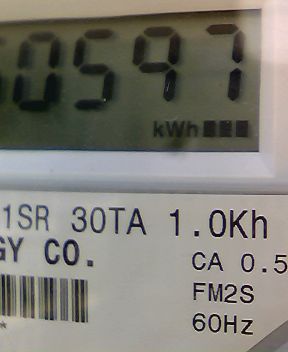 0597
kWh
1SR 30TA 1.0Kh
GY CO.
CA 0.5
FM2S
60Hz